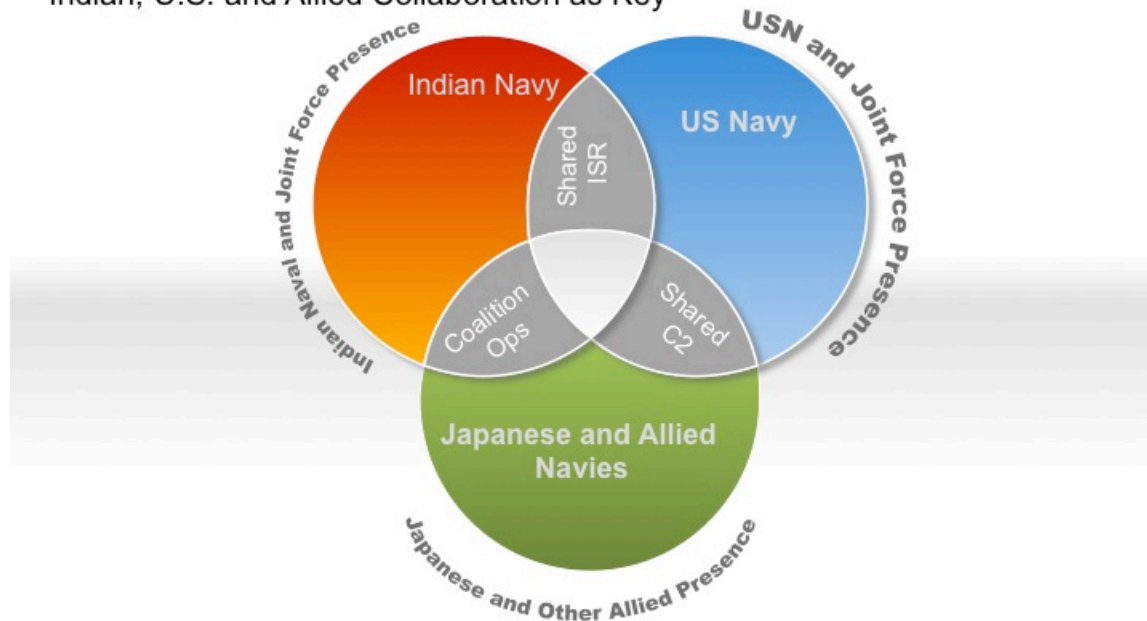 Indian, U.S. and Allied Collaboration as Key
Indian Naval and Joint Force Presence
USN and Joint Force Presence
Indian Navy
US Navy
Shared
ISR
Coalition
Ops
Shared
C2
Japanese and Allied
Navies
Japanese and Other Allied Presence